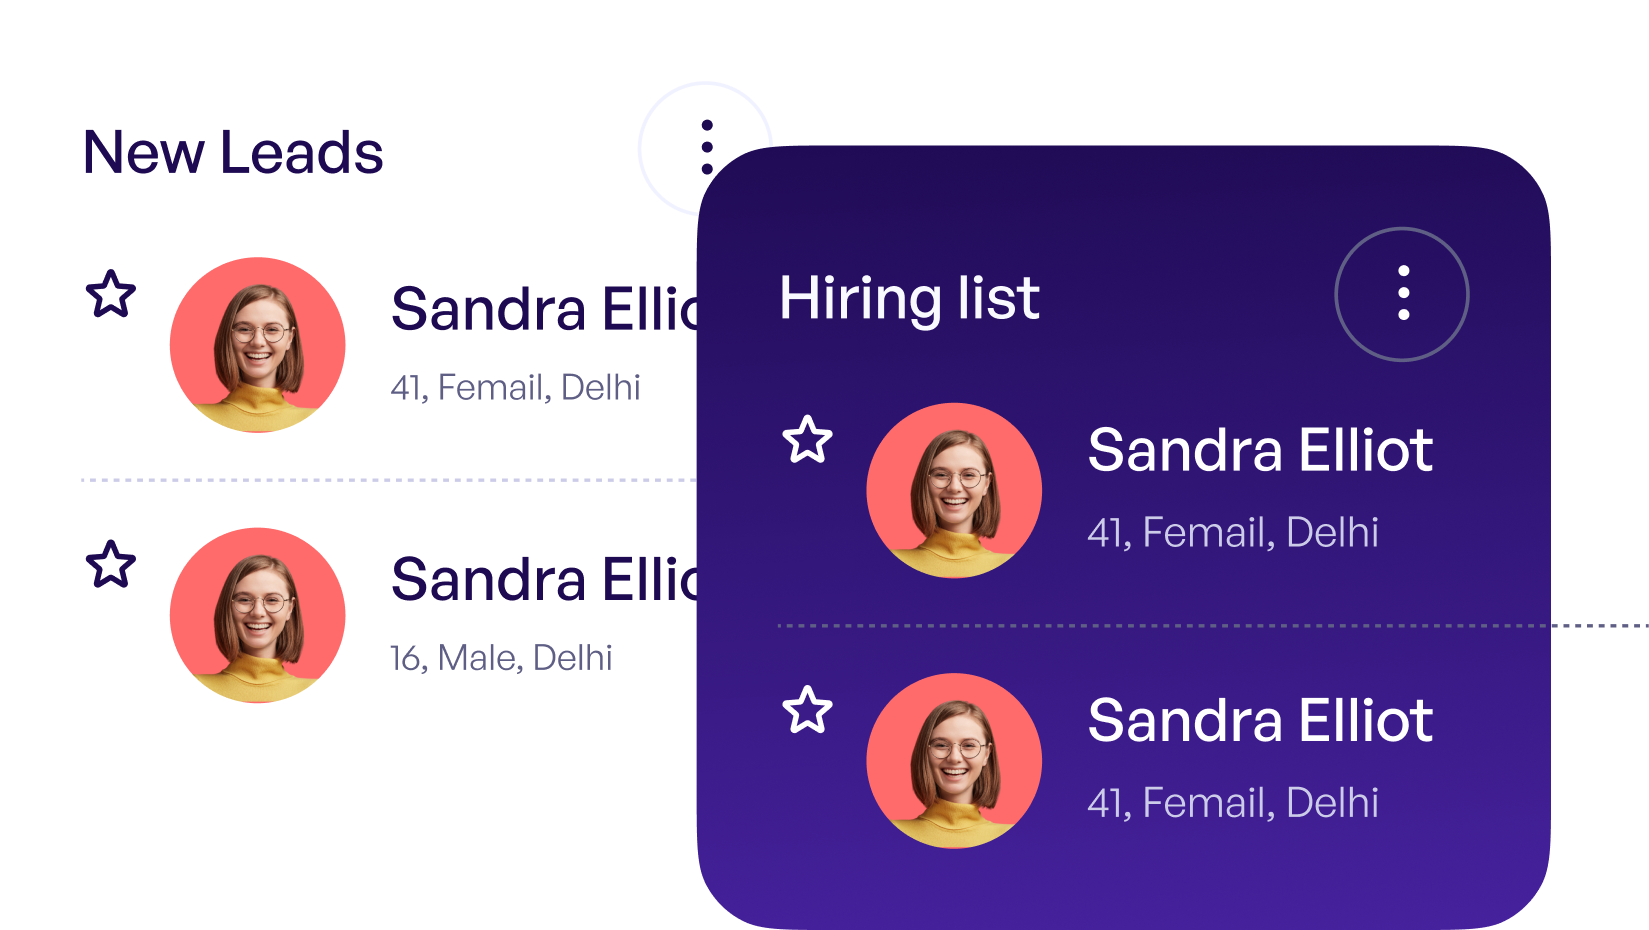 New Leads
Sandra Ellio
41, Femail, Delhi
Sandra Ellio
16, Male, Delhi
Hiring list
Sandra Elliot
41, Femail, Delhi
Sandra Elliot
41, Femail, Delhi